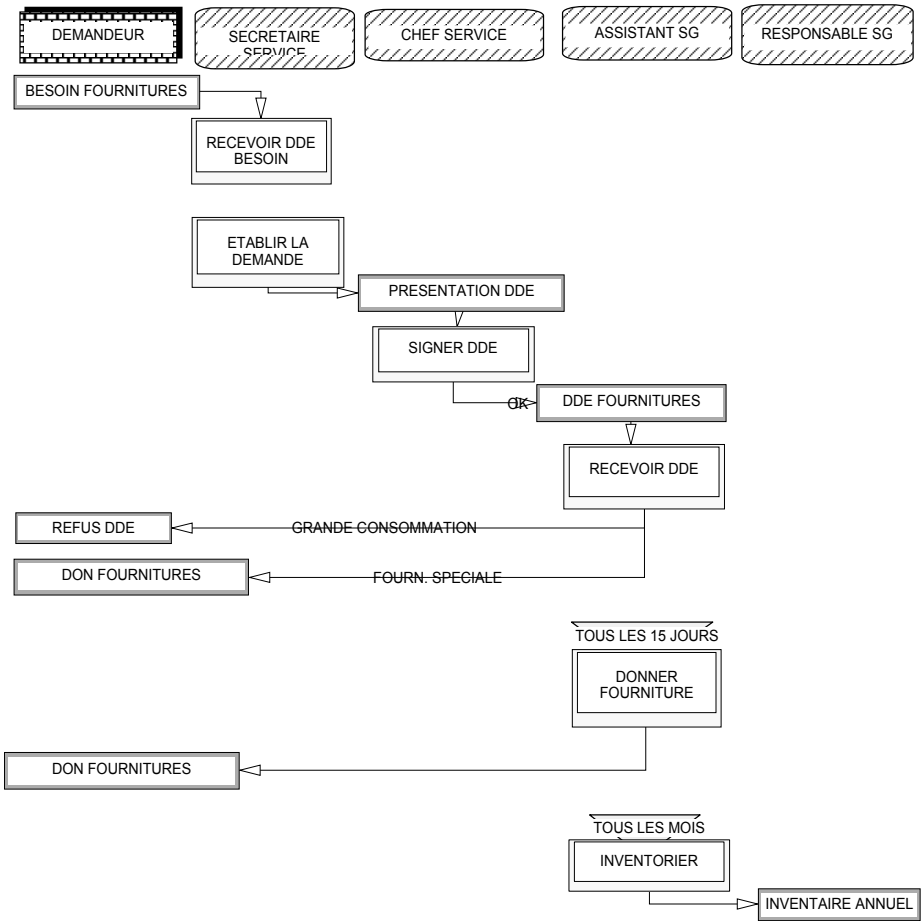 DEMANDEUR
SECRETAIRE
SERVICE
CHEF SERVICE
ASSISTANT SG
RESPONSABLE SG
BESOIN FOURNITURES
RECEVOIR DDE
BESOIN
ETABLIR LA
DEMANDE
PRESENTATION DDE
SIGNER DDE
OK
DDE FOURNITURES
RECEVOIR DDE
REFUS DDE
GRANDE CONSOMMATION
DON FOURNITURES
FOURN. SPECIALE
TOUS LES 15 JOURS
DONNER
FOURNITURE
DON FOURNITURES
TOUS LES MOIS
INVENTORIER
INVENTAIRE ANNUEL